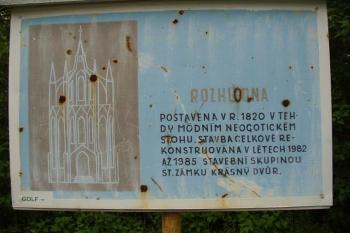 ROZHLEDNA
POSTAVENA V R. 1820 V TEH-
DY MÓDNÍM NEOGOTICKÉM
SLOHU. STAVBA CELKOVĚ RE-
KONSTRUOVÁNA V LÉTECH 1982
AŽ 1985 STAVEBNÍ SKUPINOU
ST. ZÁMKU KRÁSNÝ DVŮR.
GOLF